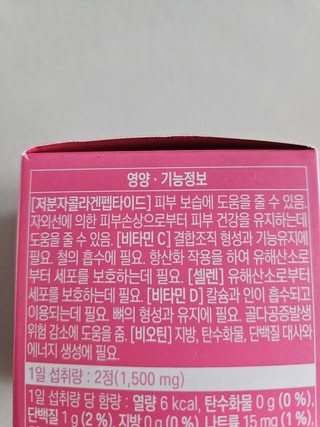 영양 · 기능정보
[저분자콜라겐펩타이드] 피부 보습에 도움을 줄 수 있음.
자외선에 의한 피부손상으로부터 피부 건강을 유지하는데
도움을 줄 수 있음. [비타민 C] 결합조직 형성과 기능유지에
필요. 철의 흡수에 필요. 항산화 작용을 하여 유해산소로
부터 세포를 보호하는데 필요. [셀렌] 유해산소로부터
세포를 보호하는데 필요. [비타민 D] 칼슘과 인이 흡수되고
이용되는데 필요. 뼈의 형성과 유지에 필요. 골다공증발생
위험 감소에 도움을 줌. [비오틴] 지방, 탄수화물, 단백질 대사와
에너지 생성에 필요.
1일 섭취량 : 2정(1,500 mg)
1일 섭취량 당 함량 : 열량 6 kcal, 탄수화물 0 g (0 %),
단백질 1 g (2 %), 지방 0 g (0 %), 나트륨 15 mg (1 %),